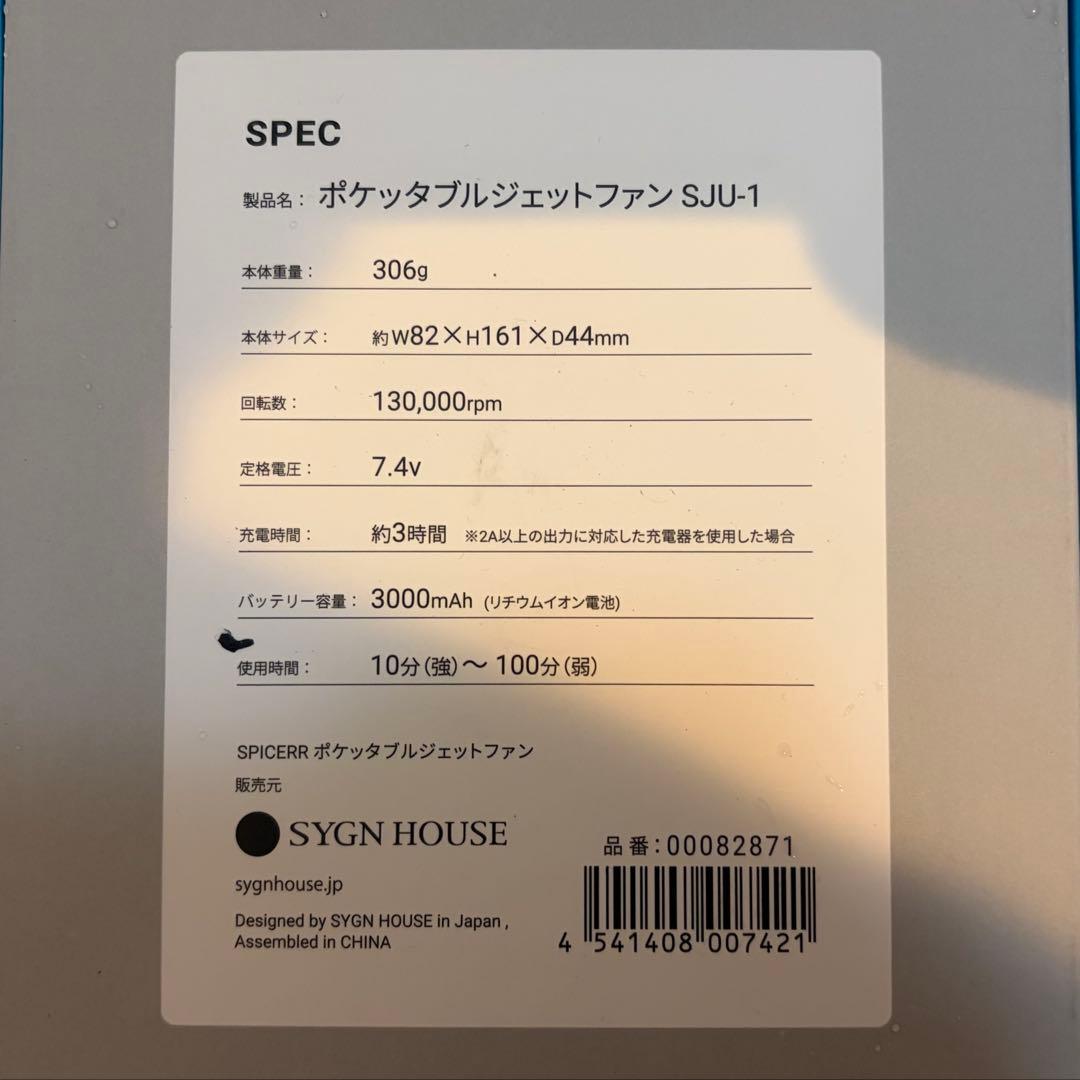 SPEC
製品名： ポケッタブルジェットファン SJU-1
本体重量： 306g
本体サイズ： 約W82×H161×D44mm
回転数： 130,000rpm
定格電圧： 7.4v
充電時間： 約3時間 ※2A以上の出力に対応した充電器を使用した場合
バッテリー容量： 3000mAh (リチウムイオン電池)
使用時間： 10分(強)〜 100分(弱)
SPICERR ポケッタブルジェットファン
販売元
SYGN HOUSE
sygnhouse.jp
Designed by SYGN HOUSE in Japan ,
Assembled in CHINA
品番：00082871
4 541408 007421